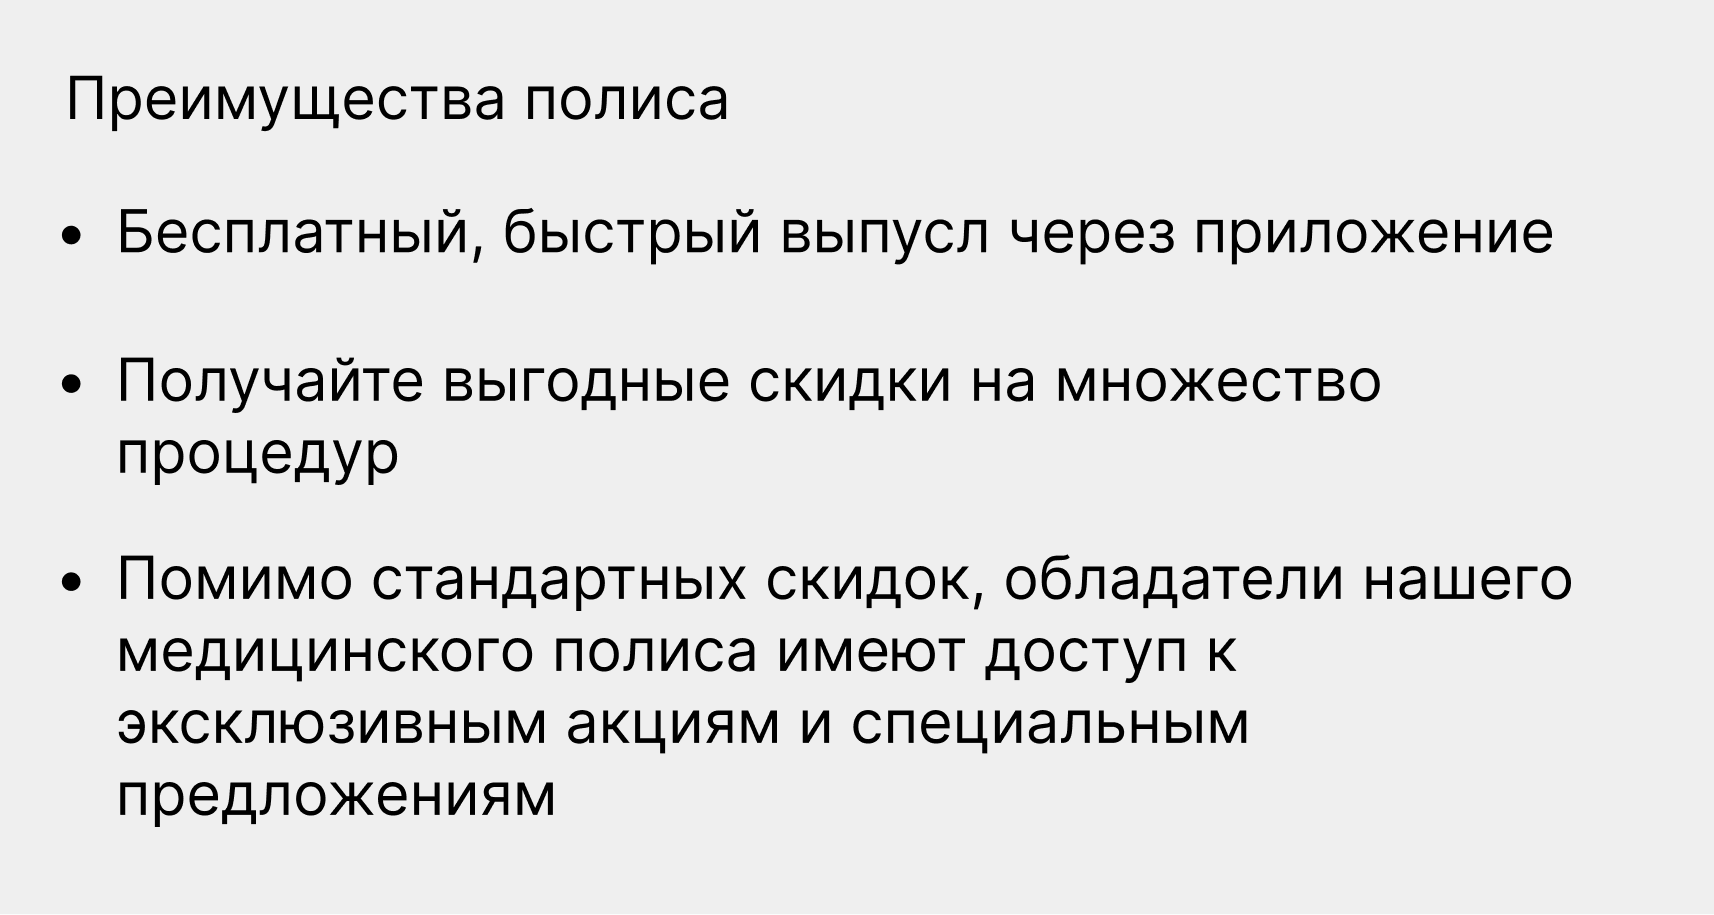 Преимущества полиса
• Бесплатный, быстрый выпусл через приложение
• Получайте выгодные скидки на множество
процедур
• Помимо стандартных скидок, обладатели нашего
медицинского полиса имеют доступ к
эксклюзивным акциям и специальным
предложениям